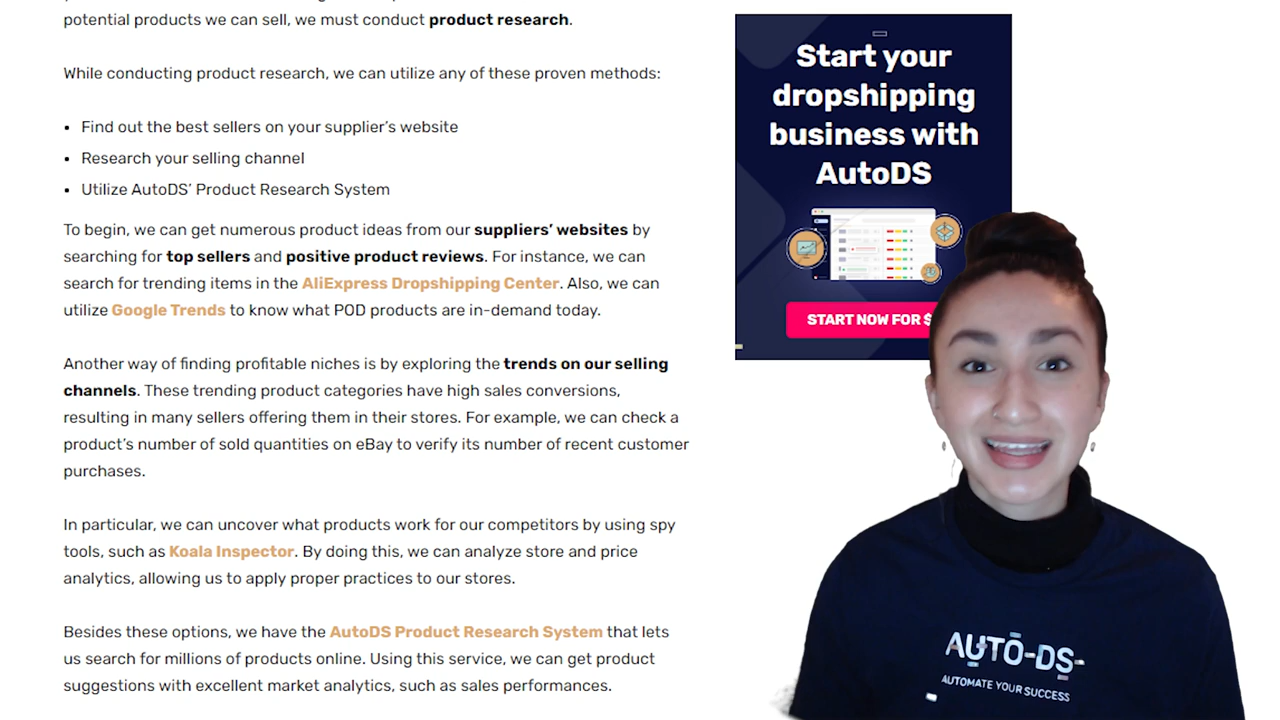 potential products we can sell, we must conduct product research.
While conducting product research, we can utilize any of these proven methods:
• Find out the best sellers on your supplier’s website
• Research your selling channel
• Utilize AutoDS’ Product Research System
To begin, we can get numerous product ideas from our suppliers’ websites by
searching for top sellers and positive product reviews. For instance, we can
search for trending items in the AliExpress Dropshipping Center. Also, we can
utilize Google Trends to know what POD products are in-demand today.
Another way of finding profitable niches is by exploring the trends on our selling
channels. These trending product categories have high sales conversions,
resulting in many sellers offering them in their stores. For example, we can check a
product’s number of sold quantities on eBay to verify its number of recent customer
purchases.
In particular, we can uncover what products work for our competitors by using spy
tools, such as Koala Inspector. By doing this, we can analyze store and price
analytics, allowing us to apply proper practices to our stores.
Besides these options, we have the AutoDS Product Research System that lets
us search for millions of products online. Using this service, we can get product
suggestions with excellent market analytics, such as sales performances.
Start your
dropshipping
business with
AutoDS
START NOW FOR $
AUTO-DS
AUTOMATE YOUR SUCCESS